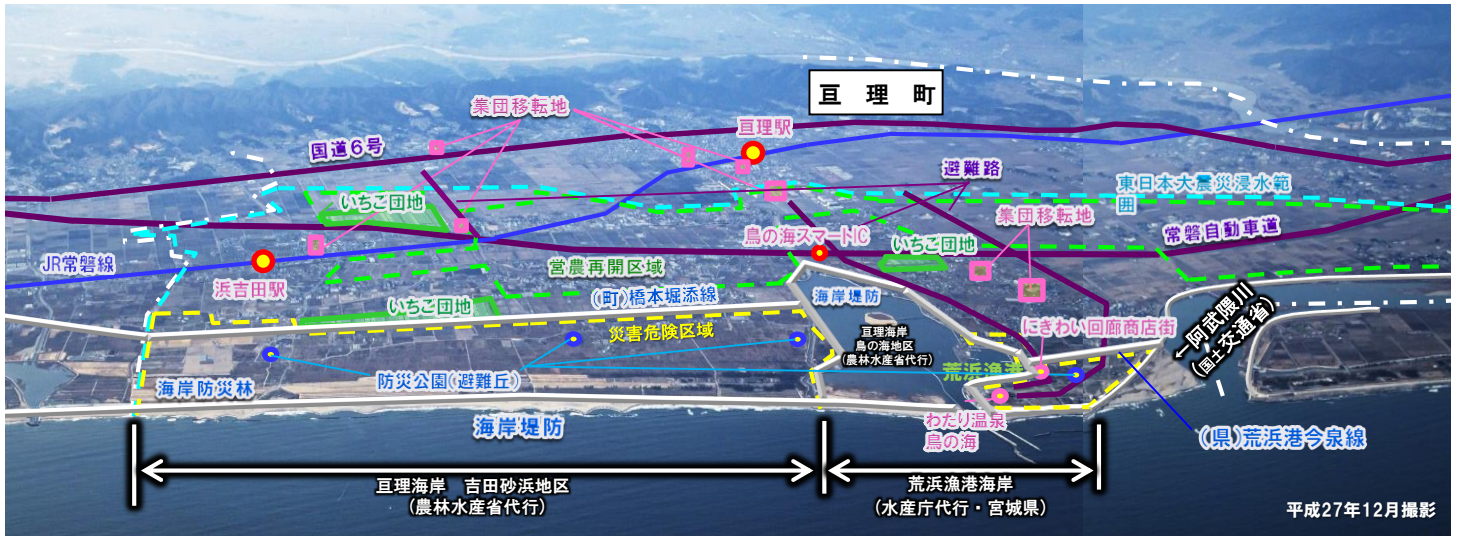 亘 理 町
集団移転地
亘理駅
国道6号
避難路
東日本大震災浸水範
囲
いちご団地
集団移転地
鳥の海スマートIC
いちご団地
常磐自動車道
JR常磐線
浜吉田駅
営農再開区域
(町)橋本堀添線
海岸堤防
いちご団地
災害危険区域
亘理海岸
鳥の海地区
(農林水産省代行)
にぎわい回廊商店街
←阿武隈川
(国土交通省)
荒浜漁港
海岸防災林
防災公園(避難丘)
わたり温泉
鳥の海
海岸堤防
(県)荒浜港今泉線
亘理海岸 吉田砂浜地区
(農林水産省代行)
荒浜漁港海岸
(水産庁代行・宮城県)
平成27年12月撮影